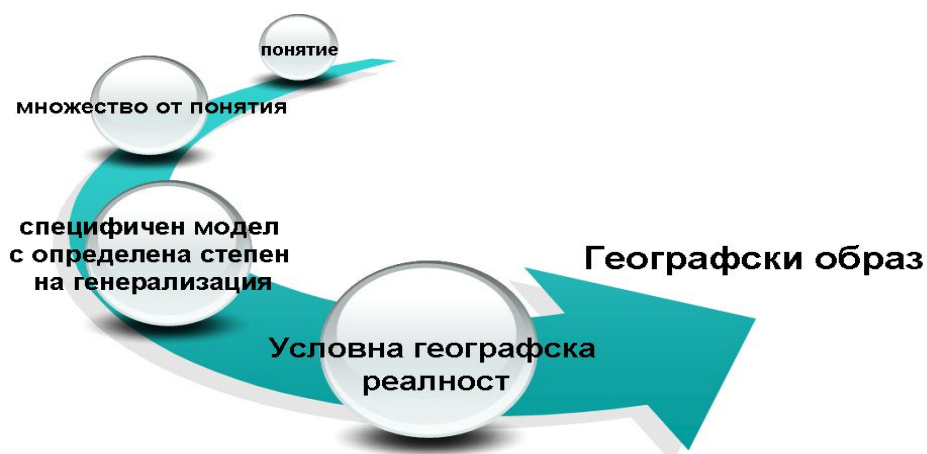 понятие
множество от понятия
специфичен модел
с определена степен
на генерализация
Географски образ
Условна географска
реалност